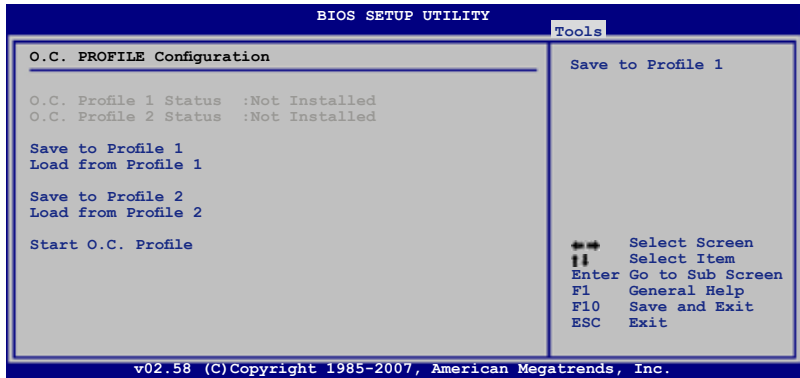 BIOS SETUP UTILITY
Tools
O.C. PROFILE Configuration
O.C. Profile 1 Status :Not Installed
O.C. Profile 2 Status :Not Installed
Save to Profile 1
Load from Profile 1
Save to Profile 2
Load from Profile 2
Start O.C. Profile
Save to Profile 1
Select Screen
Select Item
Enter Go to Sub Screen
F1 General Help
F10 Save and Exit
ESC Exit
v02.58 (C)Copyright 1985-2007, American Megatrends, Inc.